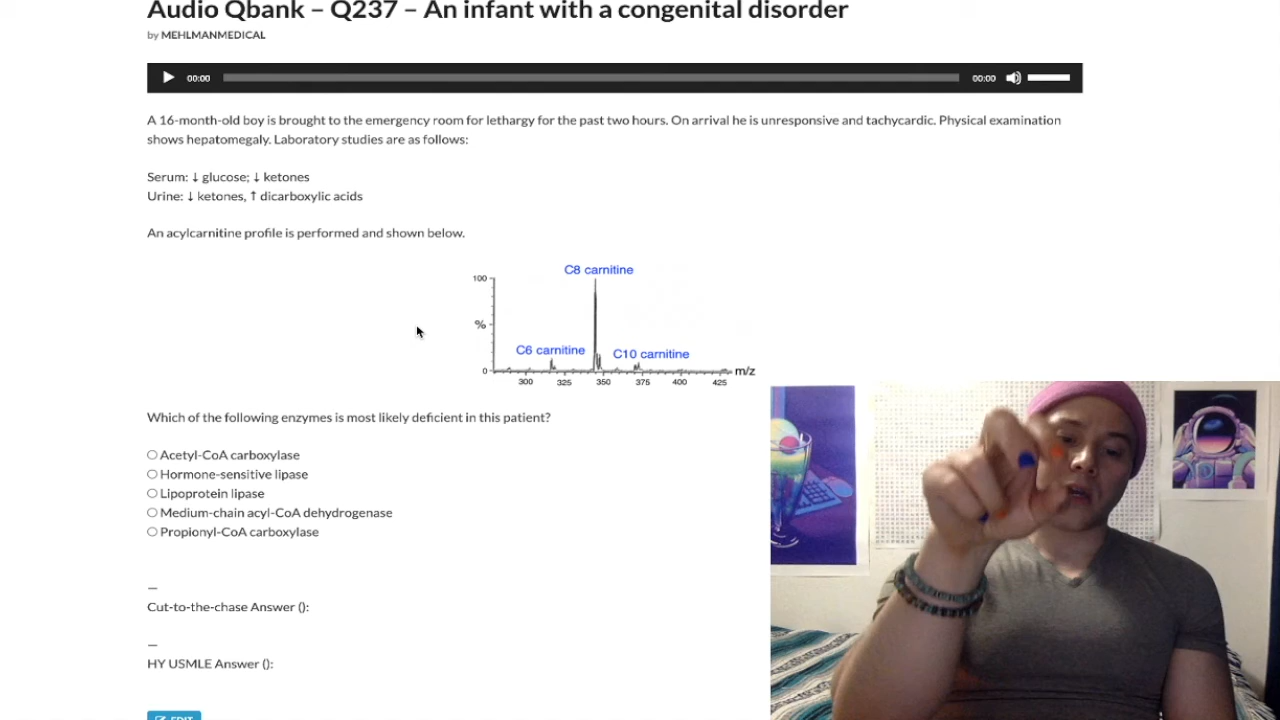 Audio Qbank – Q237 – An infant with a congenital disorder
by MEHLMANMEDICAL
00:00
00:00
A 16-month-old boy is brought to the emergency room for lethargy for the past two hours. On arrival he is unresponsive and tachycardic. Physical examination
shows hepatomegaly. Laboratory studies are as follows:
Serum: ↓ glucose; ↓ ketones
Urine: ↓ ketones, ↑ dicarboxylic acids
An acylcarnitine profile is performed and shown below.
C8 carnitine
100
%
C6 carnitine
C10 carnitine
0
m/z
300 325 350 375 400 425
Which of the following enzymes is most likely deficient in this patient?
Acetyl-CoA carboxylase
Hormone-sensitive lipase
Lipoprotein lipase
Medium-chain acyl-CoA dehydrogenase
Propionyl-CoA carboxylase
—
Cut-to-the-chase Answer ():
—
HY USMLE Answer ():
EDIT